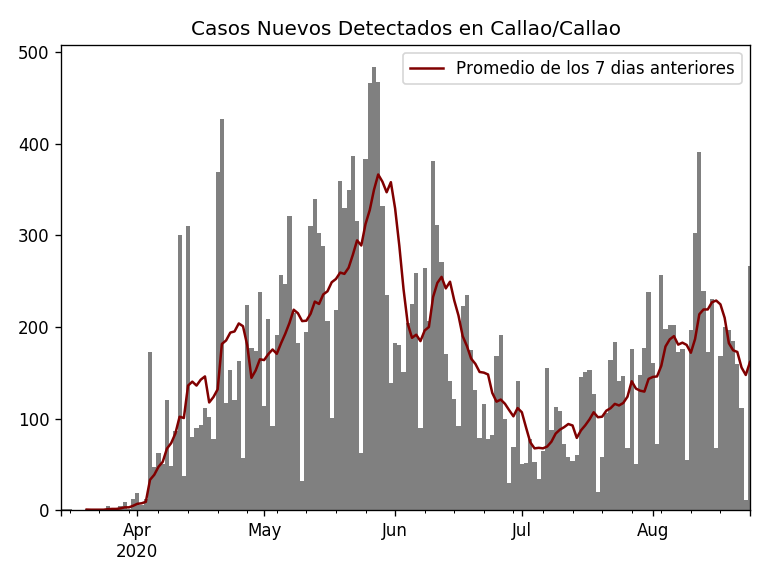 Casos Nuevos Detectados en Callao/Callao
Promedio de los 7 dias anteriores
500
400
300
200
100
0
Apr
2020
May
Jun
Jul
Aug